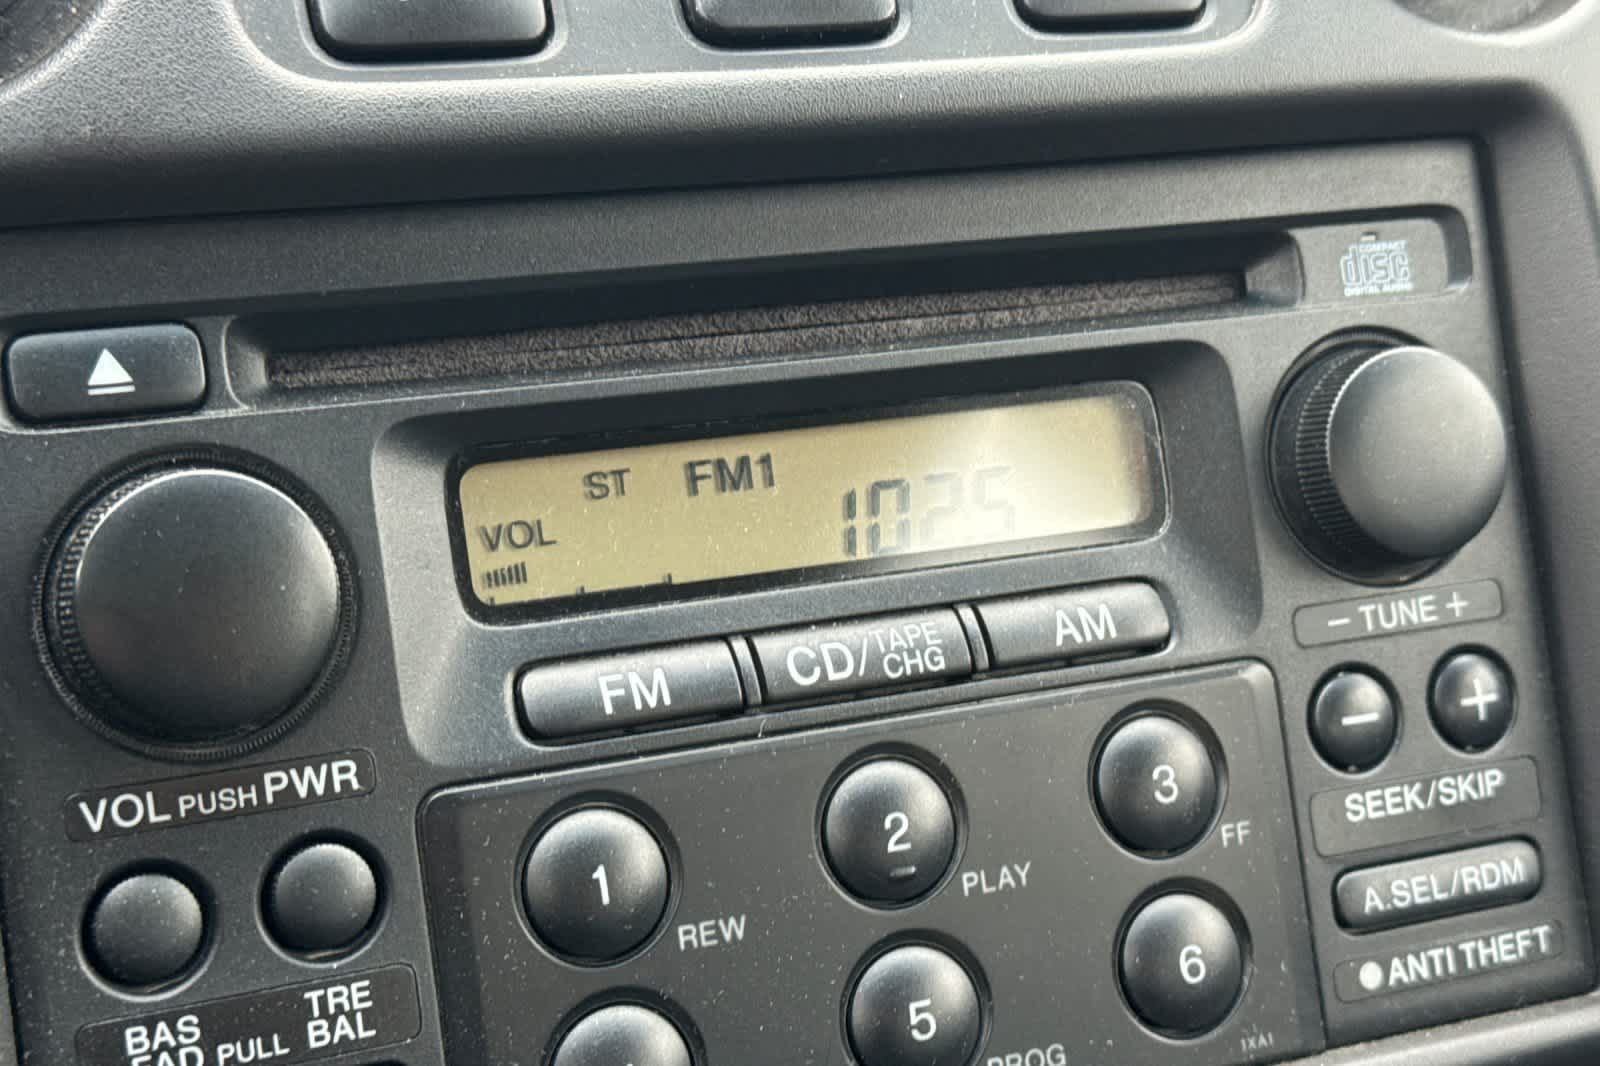 COMPACT
disc
DIGITAL AUDIO
ST FM1
VOL 1025
FM
CD/TAPE CHG
AM
- TUNE +
- +
SEEK/SKIP
VOL PUSH PWR
1 REW
2 PLAY
3 FF
A.SEL/RDM
ANTI THEFT
BAS FAD PULL TRE BAL
5 PROG
6
1XA1